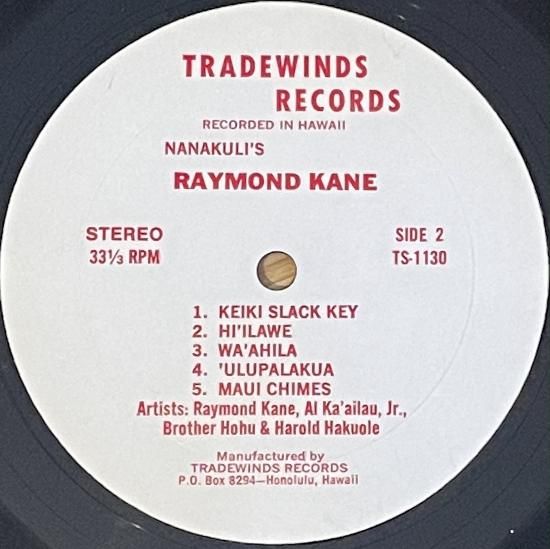 TRADEWINDS
RECORDS
RECORDED IN HAWAII
NANAKULI'S
RAYMOND KANE
STEREO
33⅓ RPM
SIDE 2
TS-1130
1. KEIKI SLACK KEY
2. HI'ILAWE
3. WA'AHILA
4. 'ULUPALAKUA
5. MAUI CHIMES
Artists: Raymond Kane, Al Ka'ailau, Jr.,
Brother Hohu & Harold Hakuole
Manufactured by
TRADEWINDS RECORDS
P.O. Box 8294—Honolulu, Hawaii